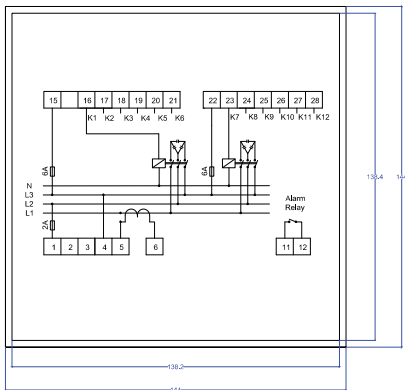 15 16 17 18 19 20 21
22 23 24 25 26 27 28
K1 K2 K3 K4 K5 K6
K7 K8 K9 K10 K11 K12
6A
6A
N
L3
L2
L1
2A
Alarm
Relay
1 2 3 4 5 6
11 12
138.4
138.2